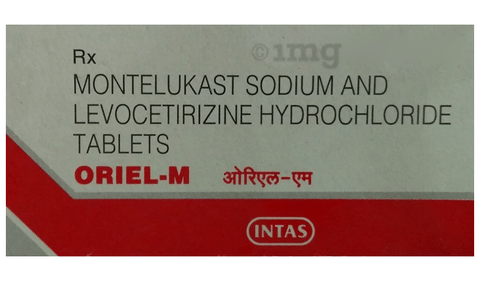 1mg
Rx
MONTELUKAST SODIUM AND
LEVOCETIRIZINE HYDROCHLORIDE
TABLETS
ORIEL-M ओरिएल-एम
INTAS